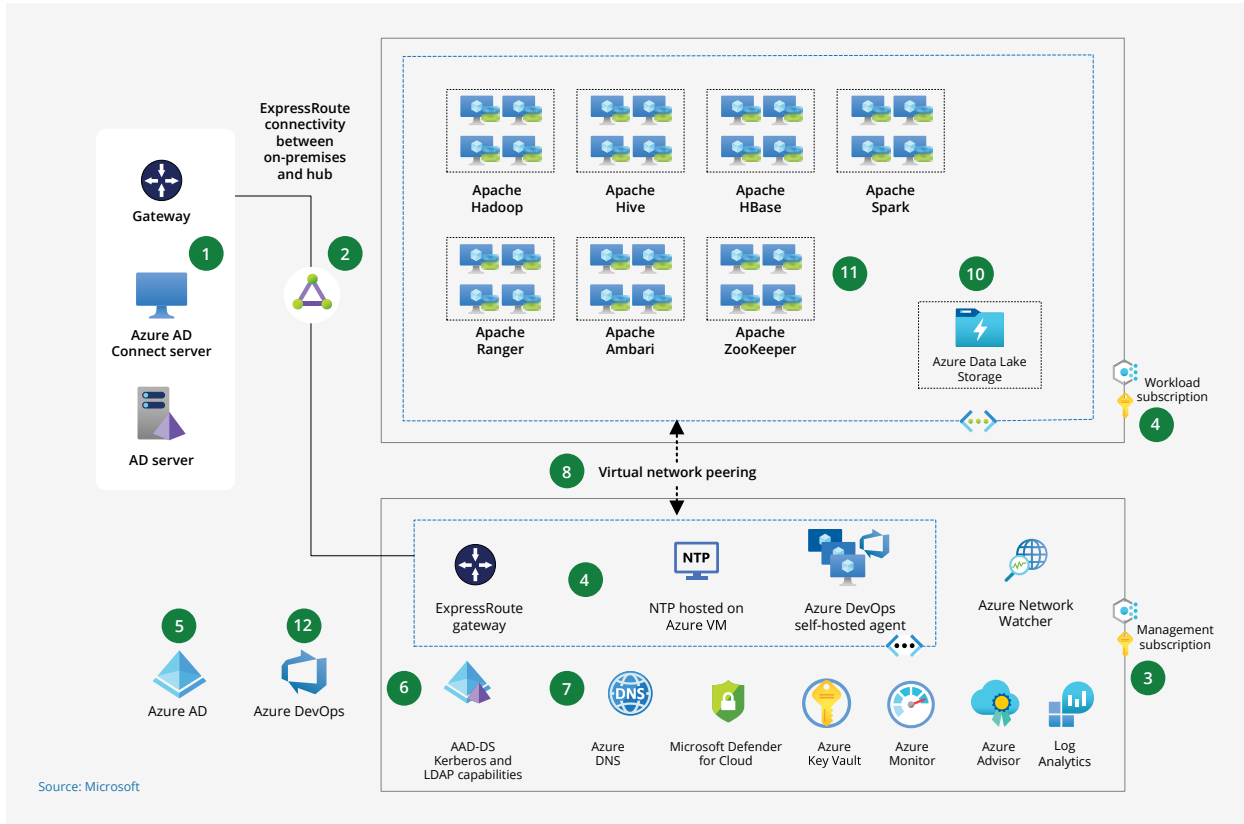 ExpressRoute
connectivity
between
on-premises
and hub
Gateway
1
2
Azure AD
Connect server
AD server
Apache
Hadoop
Apache
Hive
Apache
HBase
Apache
Spark
Apache
Ranger
Apache
Ambari
Apache
ZooKeeper
11
10
Azure Data Lake
Storage
Workload
subscription
4
8
Virtual network peering
ExpressRoute
gateway
4
NTP
NTP hosted on
Azure VM
Azure DevOps
self-hosted agent
Azure Network
Watcher
Management
subscription
3
5
Azure AD
12
Azure DevOps
6
AAD-DS
Kerberos and
LDAP capabilities
7
DNS
Azure
DNS
Microsoft Defender
for Cloud
Azure
Key Vault
Azure
Monitor
Azure
Advisor
Log
Analytics
Source: Microsoft